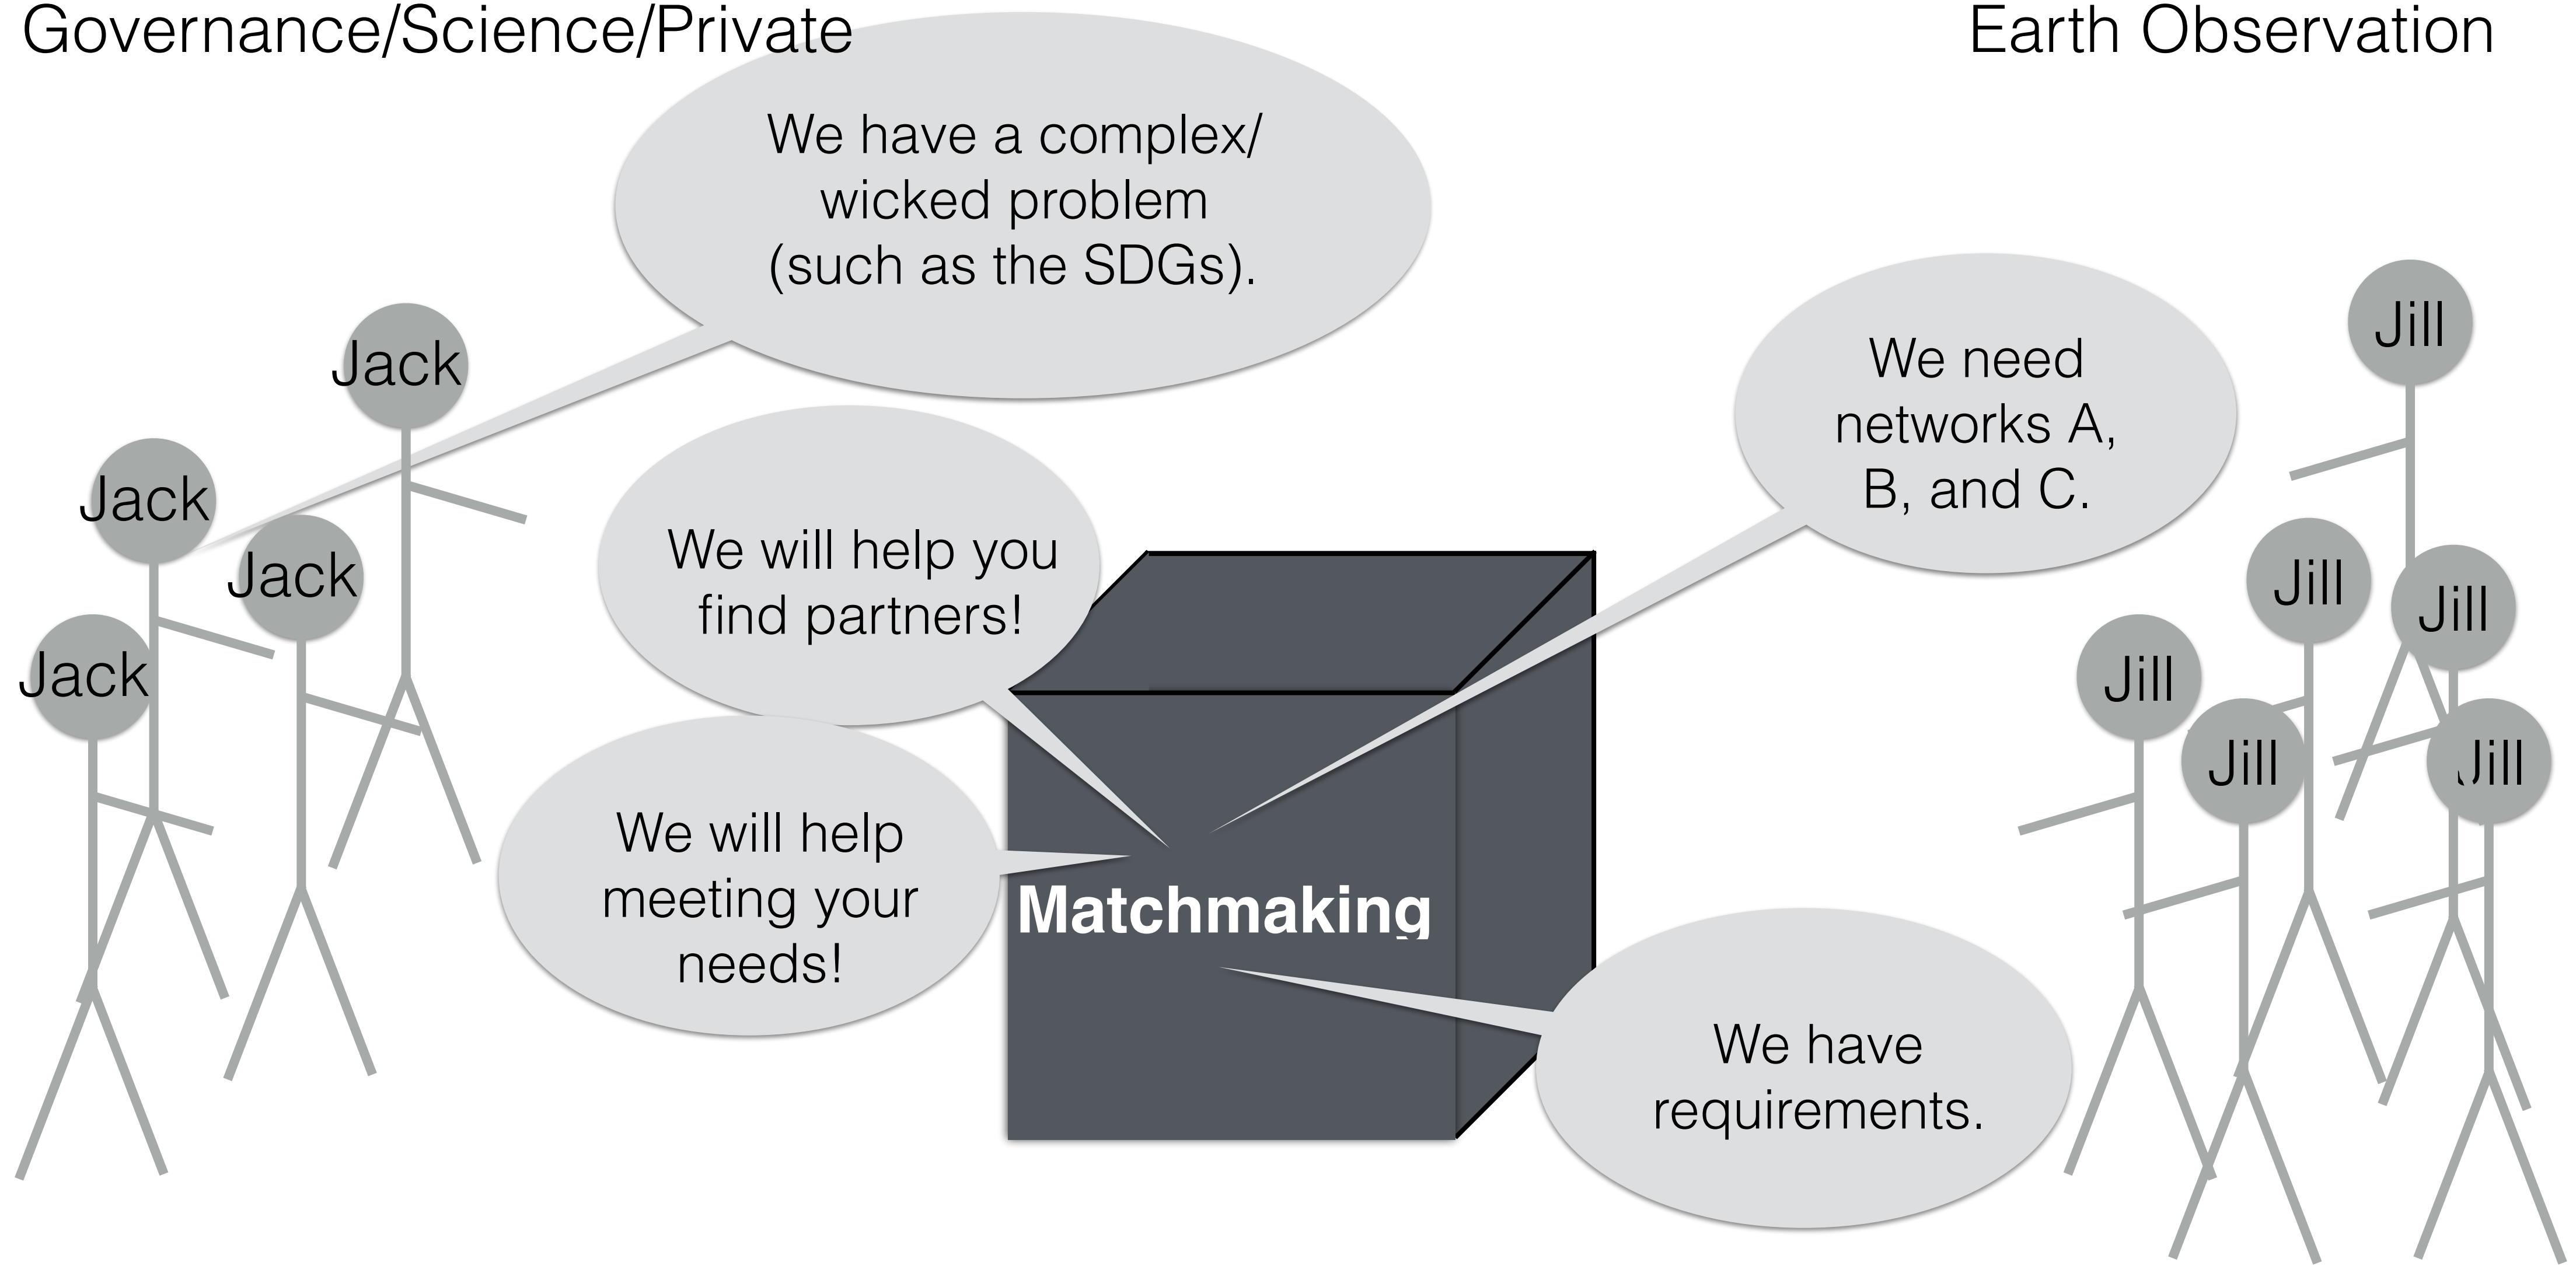 Governance/Science/Private
Earth Observation
We have a complex/
wicked problem
(such as the SDGs).
Jack
Jack
Jack
Jack
We will help you
find partners!
We will help
meeting your
needs!
Matchmaking
We need
networks A,
B, and C.
We have
requirements.
Jill
Jill
Jill
Jill
Jill
Jill